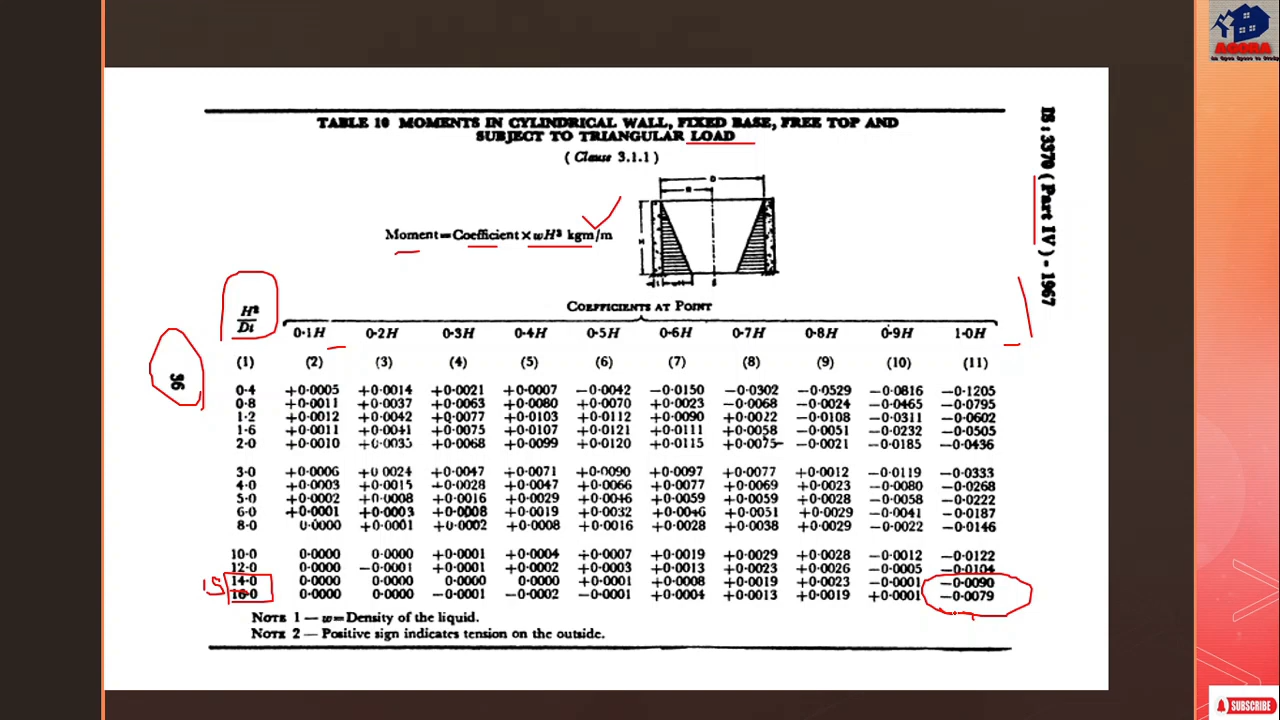 AGORA
An Open Space to Study
TABLE 10 MOMENTS IN CYLINDRICAL WALL, FIXED BASE, FREE TOP AND
SUBJECT TO TRIANGULAR LOAD
( Clause 3.1.1 )
IS : 3370 ( Part IV ) - 1967
D
R
H
Moment=Coefficient × wH³ kgm/m
COEFFICIENTS AT POINT
H²
Dt
0·1H 0·2H 0·3H 0·4H 0·5H 0·6H 0·7H 0·8H 0·9H 1·0H
(1) (2) (3) (4) (5) (6) (7) (8) (9) (10) (11)
36
0·4 +0·0005 +0·0014 +0·0021 +0·0007 −0·0042 −0·0150 −0·0302 −0·0529 −0·0816 −0·1205
0·8 +0·0011 +0·0037 +0·0063 +0·0080 +0·0070 +0·0023 −0·0068 −0·0024 −0·0465 −0·0795
1·2 +0·0012 +0·0042 +0·0077 +0·0103 +0·0112 +0·0090 +0·0022 −0·0108 −0·0311 −0·0602
1·6 +0·0011 +0·0041 +0·0075 +0·0107 +0·0121 +0·0111 +0·0058 −0·0051 −0·0232 −0·0505
2·0 +0·0010 +0·0035 +0·0068 +0·0099 +0·0120 +0·0115 +0·0075 −0·0021 −0·0185 −0·0436
3·0 +0·0006 +0·0024 +0·0047 +0·0071 +0·0090 +0·0097 +0·0077 +0·0012 −0·0119 −0·0333
4·0 +0·0003 +0·0015 +0·0028 +0·0047 +0·0066 +0·0077 +0·0069 +0·0023 −0·0080 −0·0268
5·0 +0·0002 +0·0008 +0·0016 +0·0029 +0·0046 +0·0059 +0·0059 +0·0028 −0·0058 −0·0222
6·0 +0·0001 +0·0003 +0·0008 +0·0019 +0·0032 +0·0046 +0·0051 +0·0029 −0·0041 −0·0187
8·0 0·0000 +0·0001 +0·0002 +0·0008 +0·0016 +0·0028 +0·0038 +0·0029 −0·0022 −0·0146
10·0 0·0000 0·0000 +0·0001 +0·0004 +0·0007 +0·0019 +0·0029 +0·0028 −0·0012 −0·0122
12·0 0·0000 −0·0001 +0·0001 +0·0002 +0·0003 +0·0013 +0·0023 +0·0026 −0·0005 −0·0104
15 14·0 0·0000 0·0000 0·0000 0·0000 +0·0001 +0·0008 +0·0019 +0·0023 −0·0001 −0·0090
16·0 0·0000 0·0000 −0·0001 −0·0002 −0·0001 +0·0004 +0·0013 +0·0019 +0·0001 −0·0079
NOTE 1 — w=Density of the liquid.
NOTE 2 — Positive sign indicates tension on the outside.
SUBSCRIBE